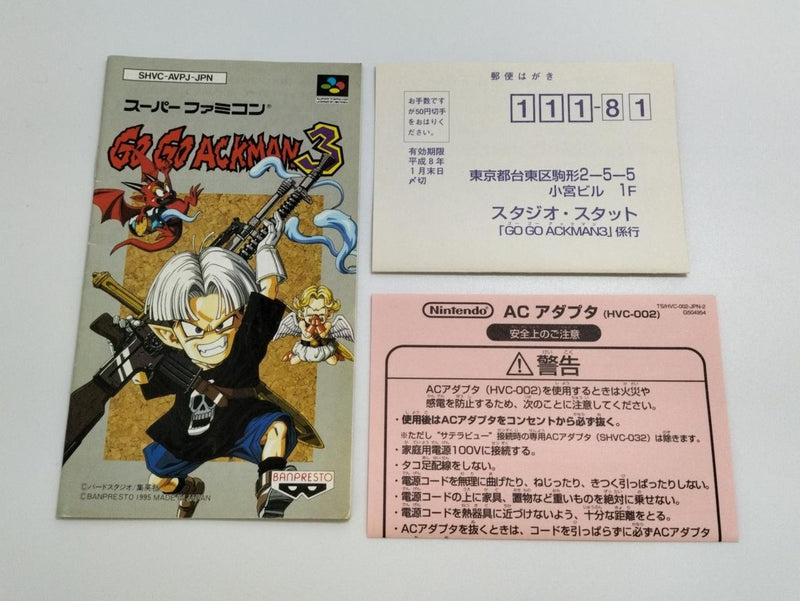 SHVC-AVPJ-JPN
スーパーファミコン®
GO GO ACKMAN 3
BANPRESTO
©バードスタジオ/集英社
©BANPRESTO 1995 MADE IN JAPAN
郵便はがき
お手数です
が50円切手
をおはりく
ださい。
111-81
有効期限
平成8年
1月末日
〆切
東京都台東区駒形2-5-5
小宮ビル 1F
スタジオ・スタット
「GO GO ACKMAN3」係行
Nintendo ACアダプタ (HVC-002)
TS/HVC-002-JPN-2
G504954
安全上のご注意
警告
ACアダプタ(HVC-002)を使用するときは火災や
感電を防止するため、次のことに注意してください。
・使用後はACアダプタをコンセントから必ず抜く。
※ただし"サテラビュー"接続時の専用ACアダプタ(SHVC-032)は除きます。
・家庭用電源100Vに接続する。
・タコ足配線をしない。
・電源コードを無理に曲げたり、ねじったり、きつく引っぱったりしない。
・電源コードの上に家具、置物など重いものを絶対に乗せない。
・電源コードを熱器具に近づけないよう、十分な距離をとる。
・ACアダプタを抜くときは、コードを引っぱらずに必ずACアダプタ